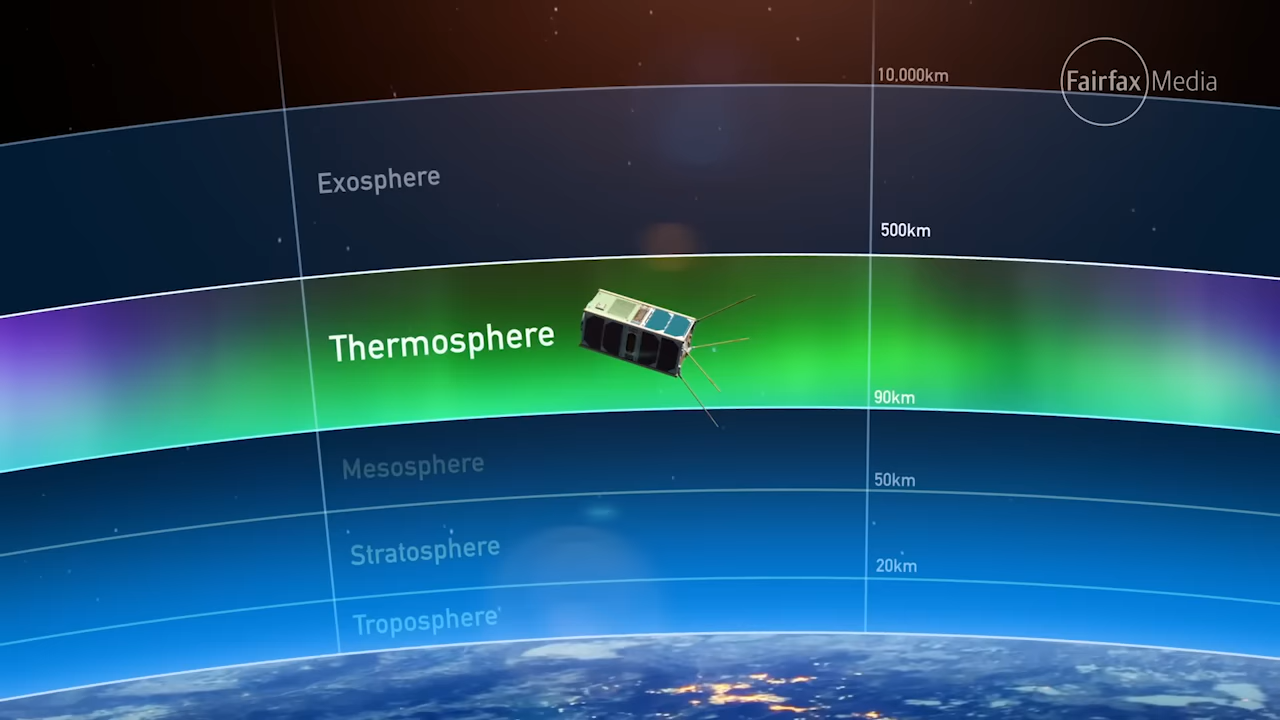 10,000km
Fairfax Media
Exosphere
500km
Thermosphere
90km
Mesosphere
50km
Stratosphere
20km
Troposphere